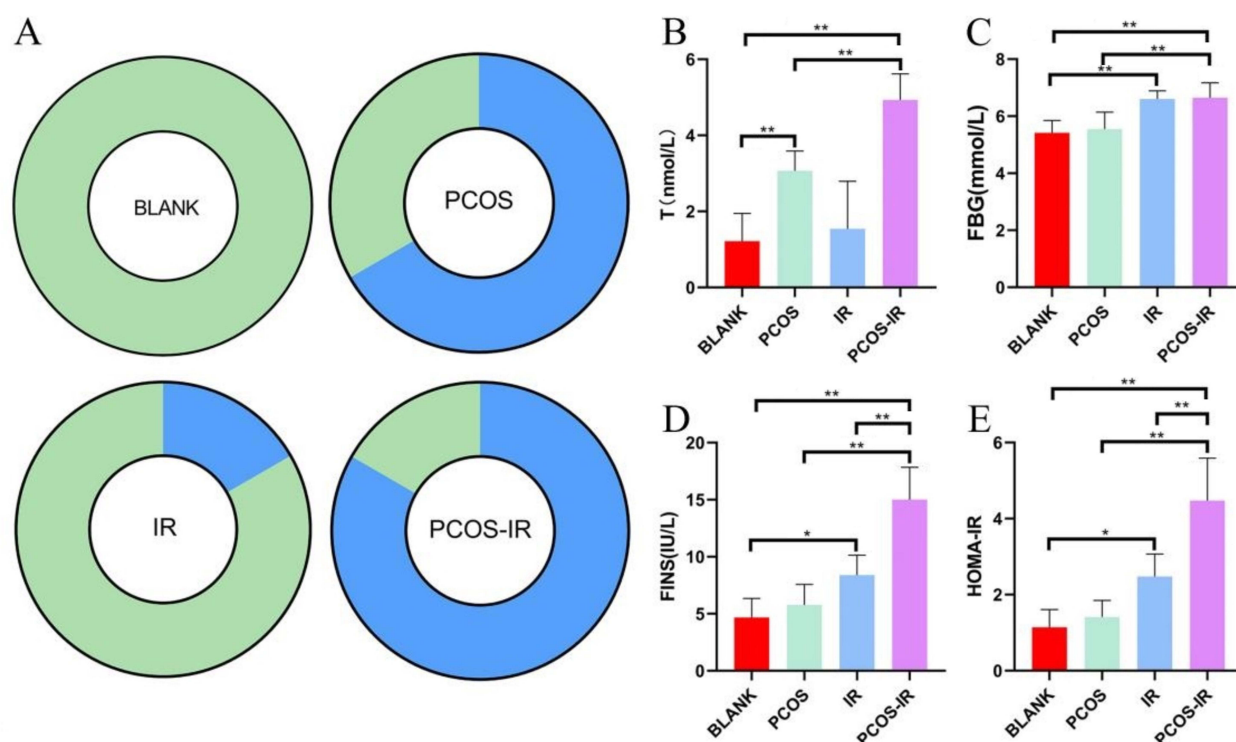 A
BLANK
PCOS
IR
PCOS-IR
B
**
**
**
T(nmol/L)
6
4
2
0
BLANK
PCOS
IR
PCOS-IR
C
**
**
**
FBG(mmol/L)
8
6
4
2
0
BLANK
PCOS
IR
PCOS-IR
D
**
**
**
*
FINS(IU/L)
20
15
10
5
0
BLANK
PCOS
IR
PCOS-IR
E
**
**
**
*
HOMA-IR
6
4
2
0
BLANK
PCOS
IR
PCOS-IR